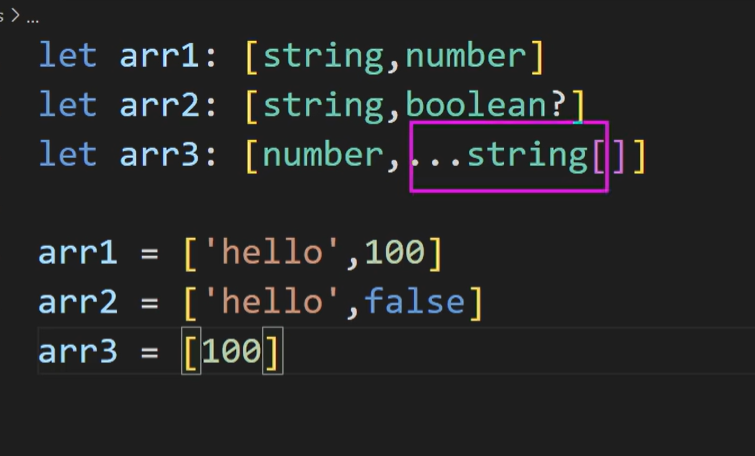 s > ...
let arr1: [string,number]
let arr2: [string,boolean?]
let arr3: [number,...string[]]
arr1 = ['hello',100]
arr2 = ['hello',false]
arr3 = [100]